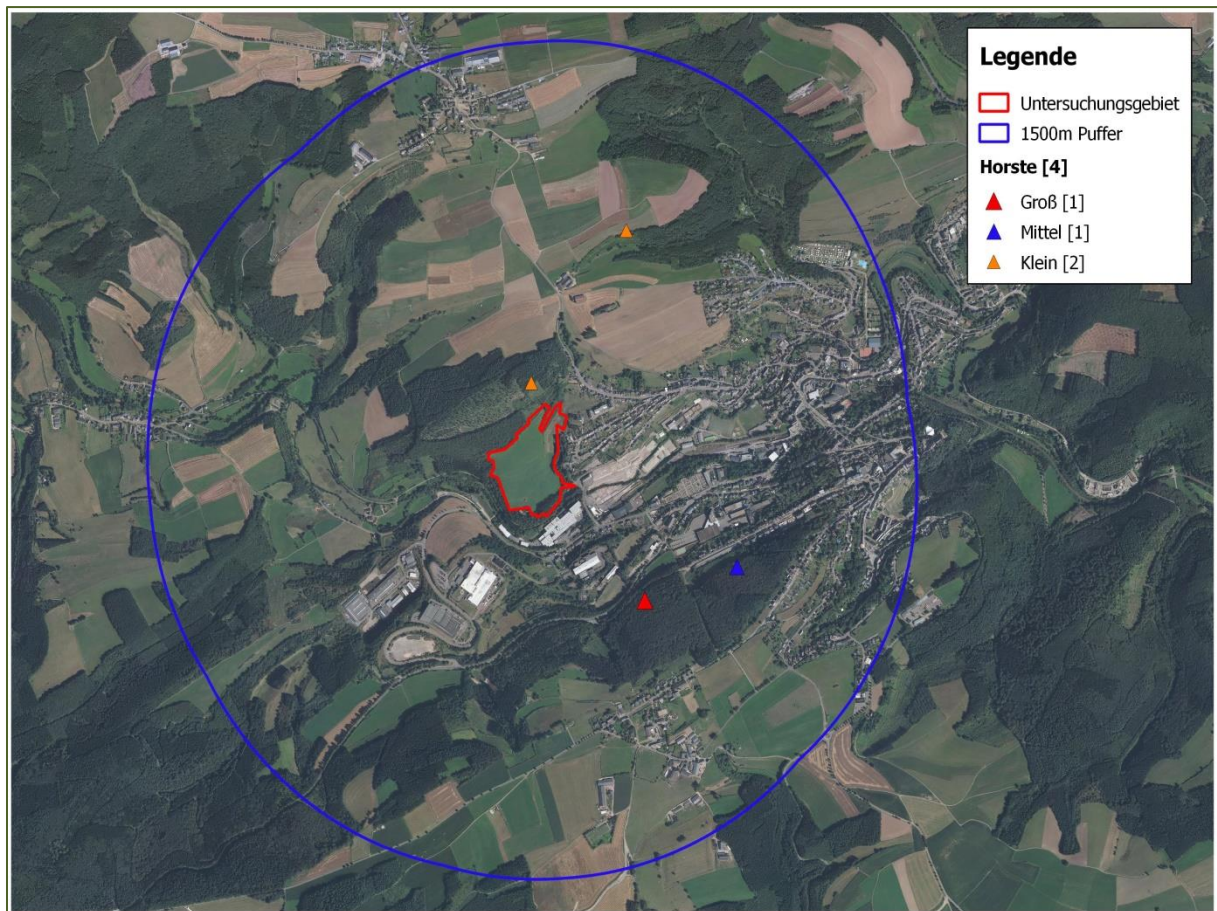 Legende
Untersuchungsgebiet
1500m Puffer
Horste [4]
Groß [1]
Mittel [1]
Klein [2]